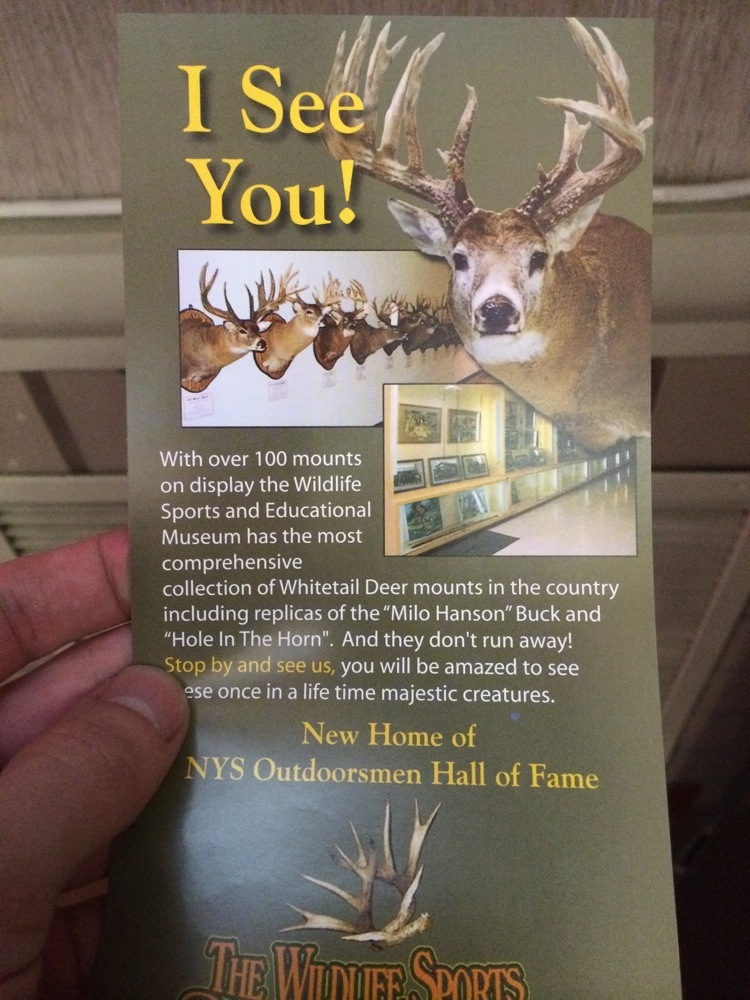 I See
You!
With over 100 mounts
on display the Wildlife
Sports and Educational
Museum has the most
comprehensive
collection of Whitetail Deer mounts in the country
including replicas of the “Milo Hanson” Buck and
“Hole In The Horn". And they don't run away!
Stop by and see us, you will be amazed to see
ese once in a life time majestic creatures.
New Home of
NYS Outdoorsmen Hall of Fame
THE WILDLIFE SPORTS